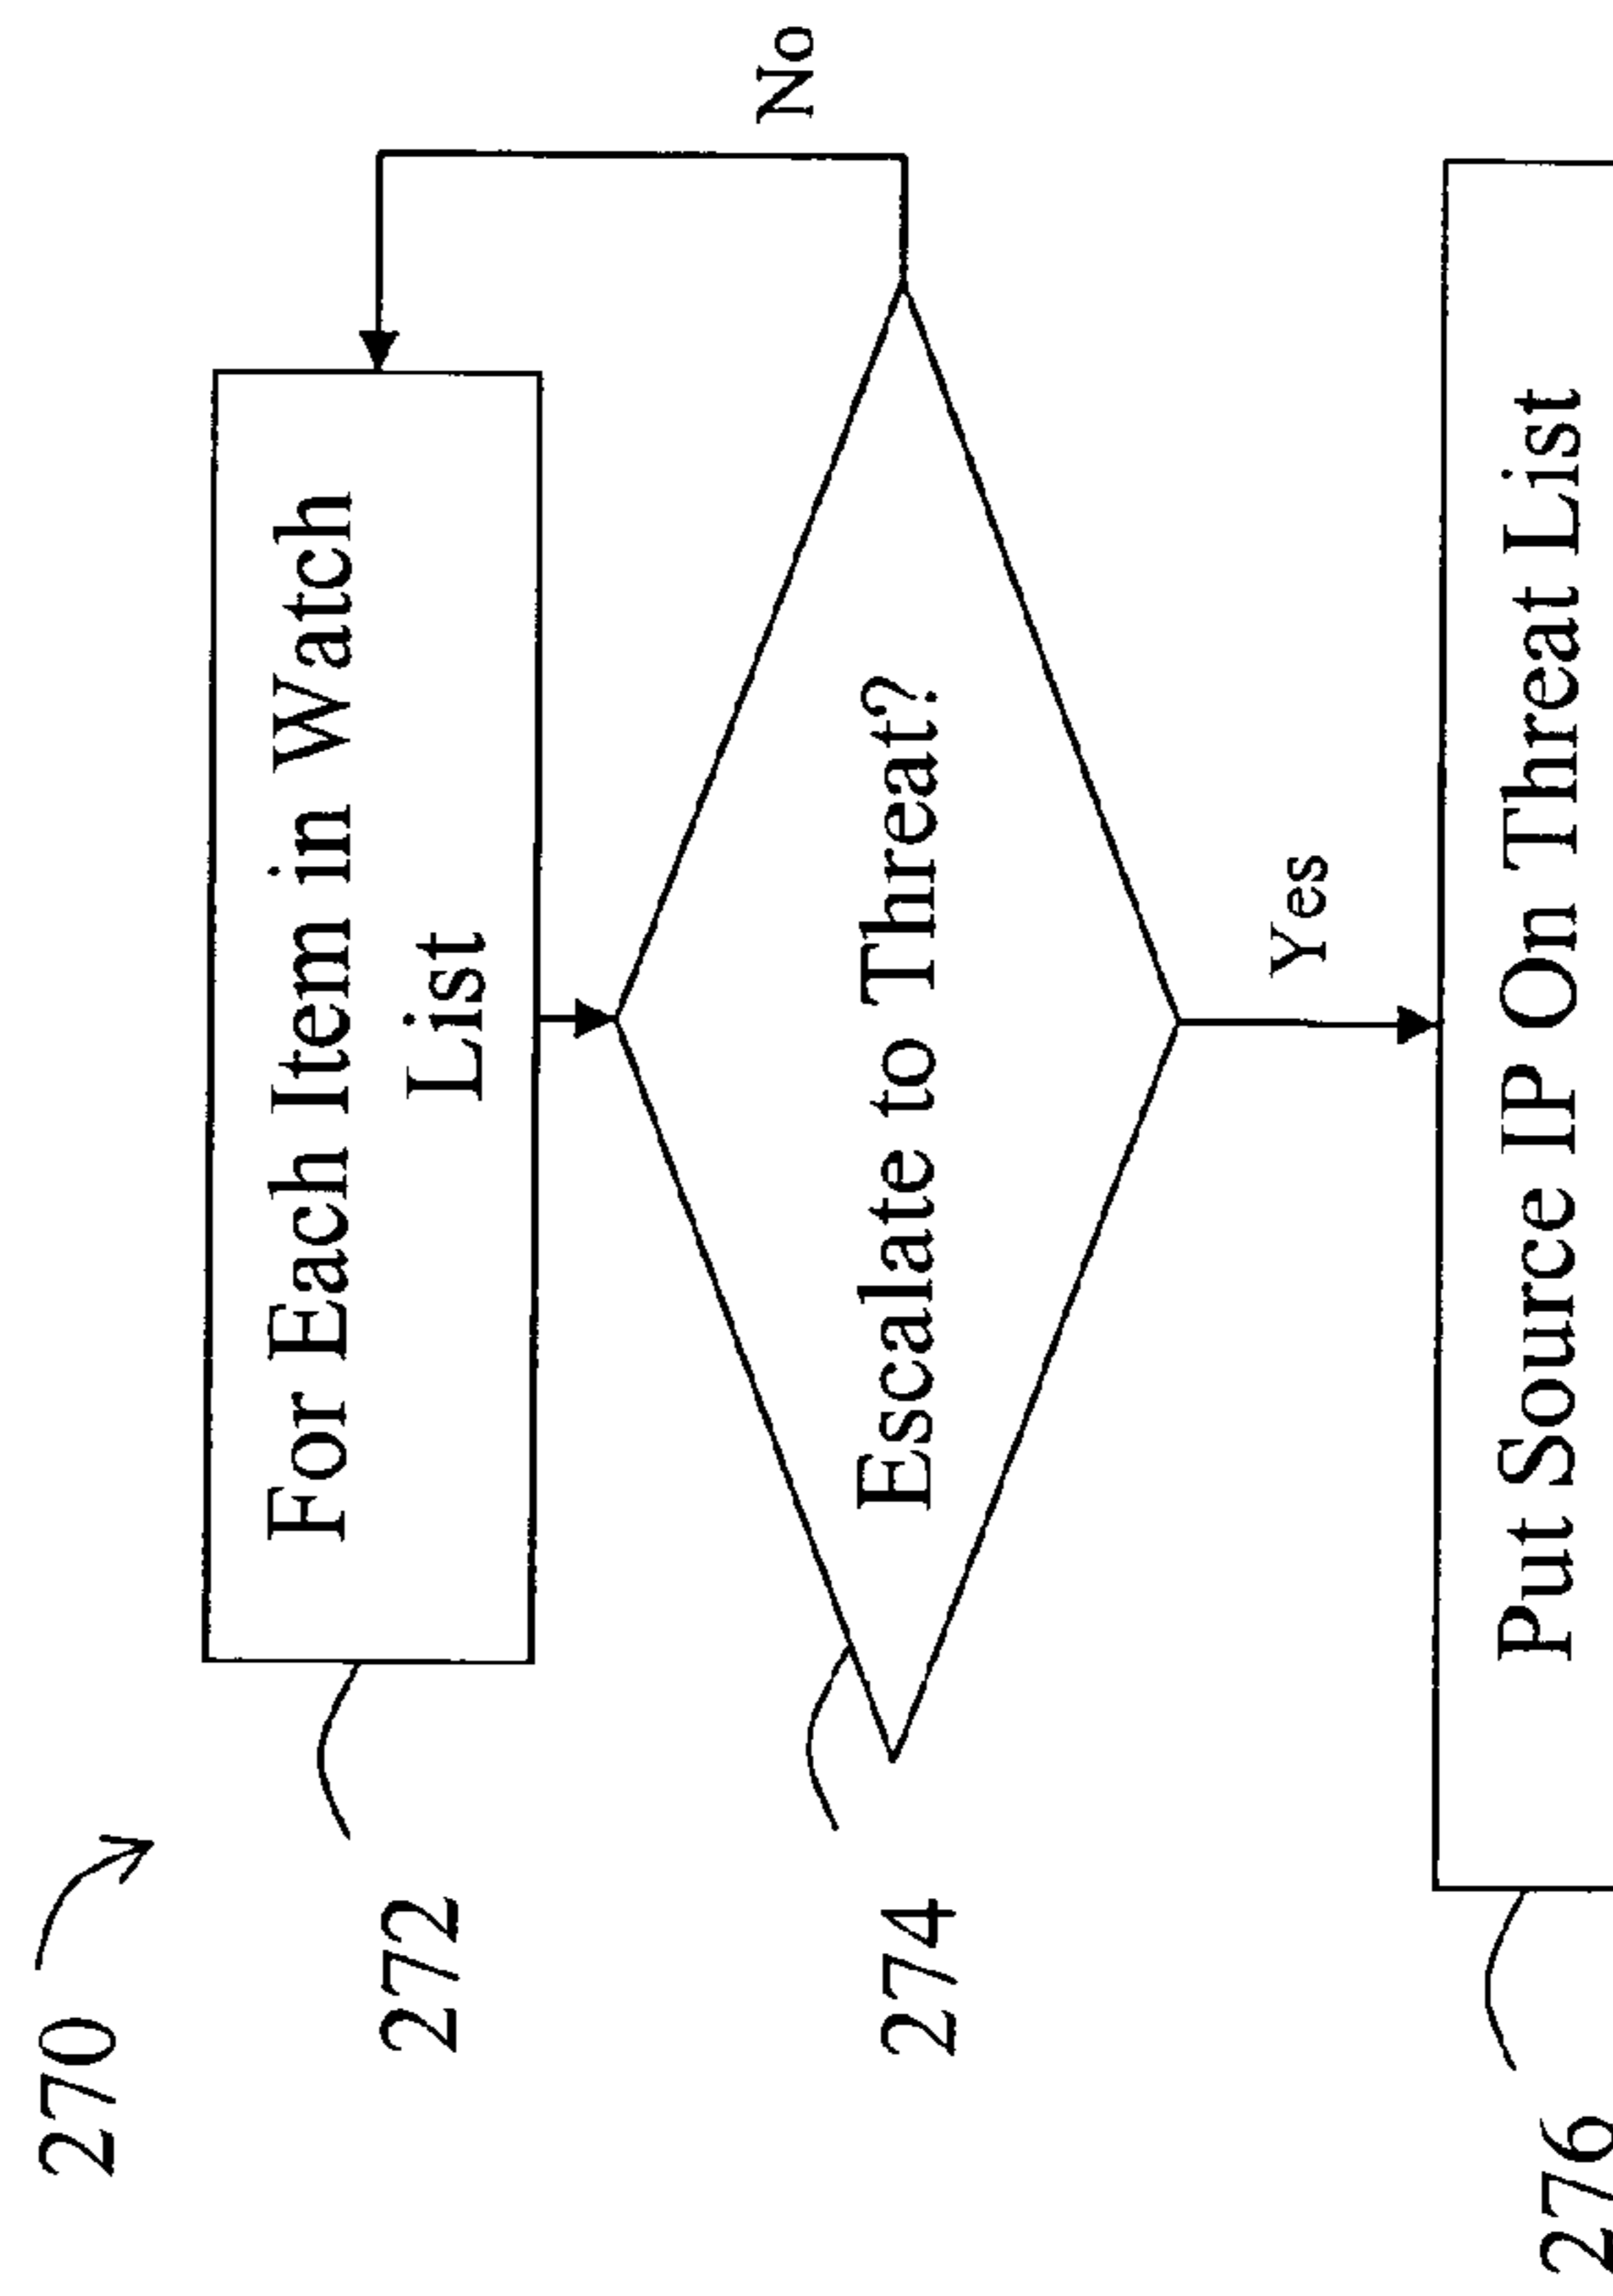 270
272
For Each Item in Watch
List
No
274
Escalate to Threat?
Yes
276
Put Source IP On Threat List